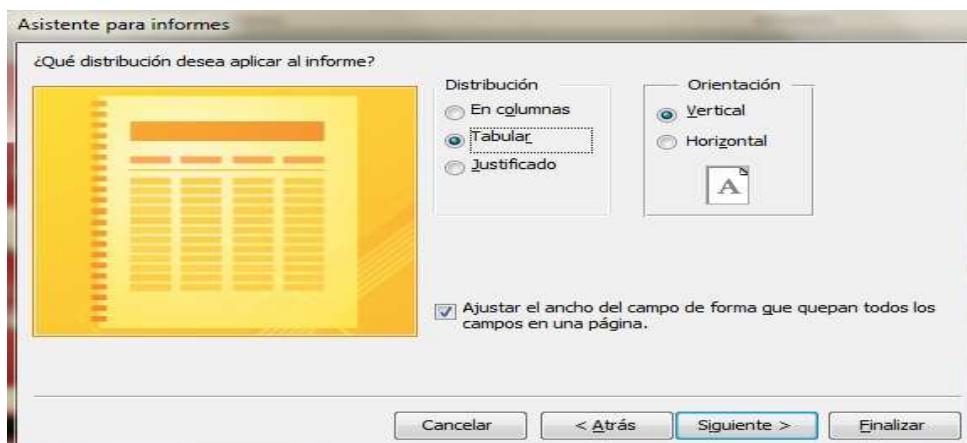 Asistente para informes
¿Qué distribución desea aplicar al informe?
Distribución
En columnas
Tabular
Justificado
Orientación
Vertical
Horizontal
A
Ajustar el ancho del campo de forma que quepan todos los
campos en una página.
Cancelar
< Atrás
Siguiente >
Finalizar